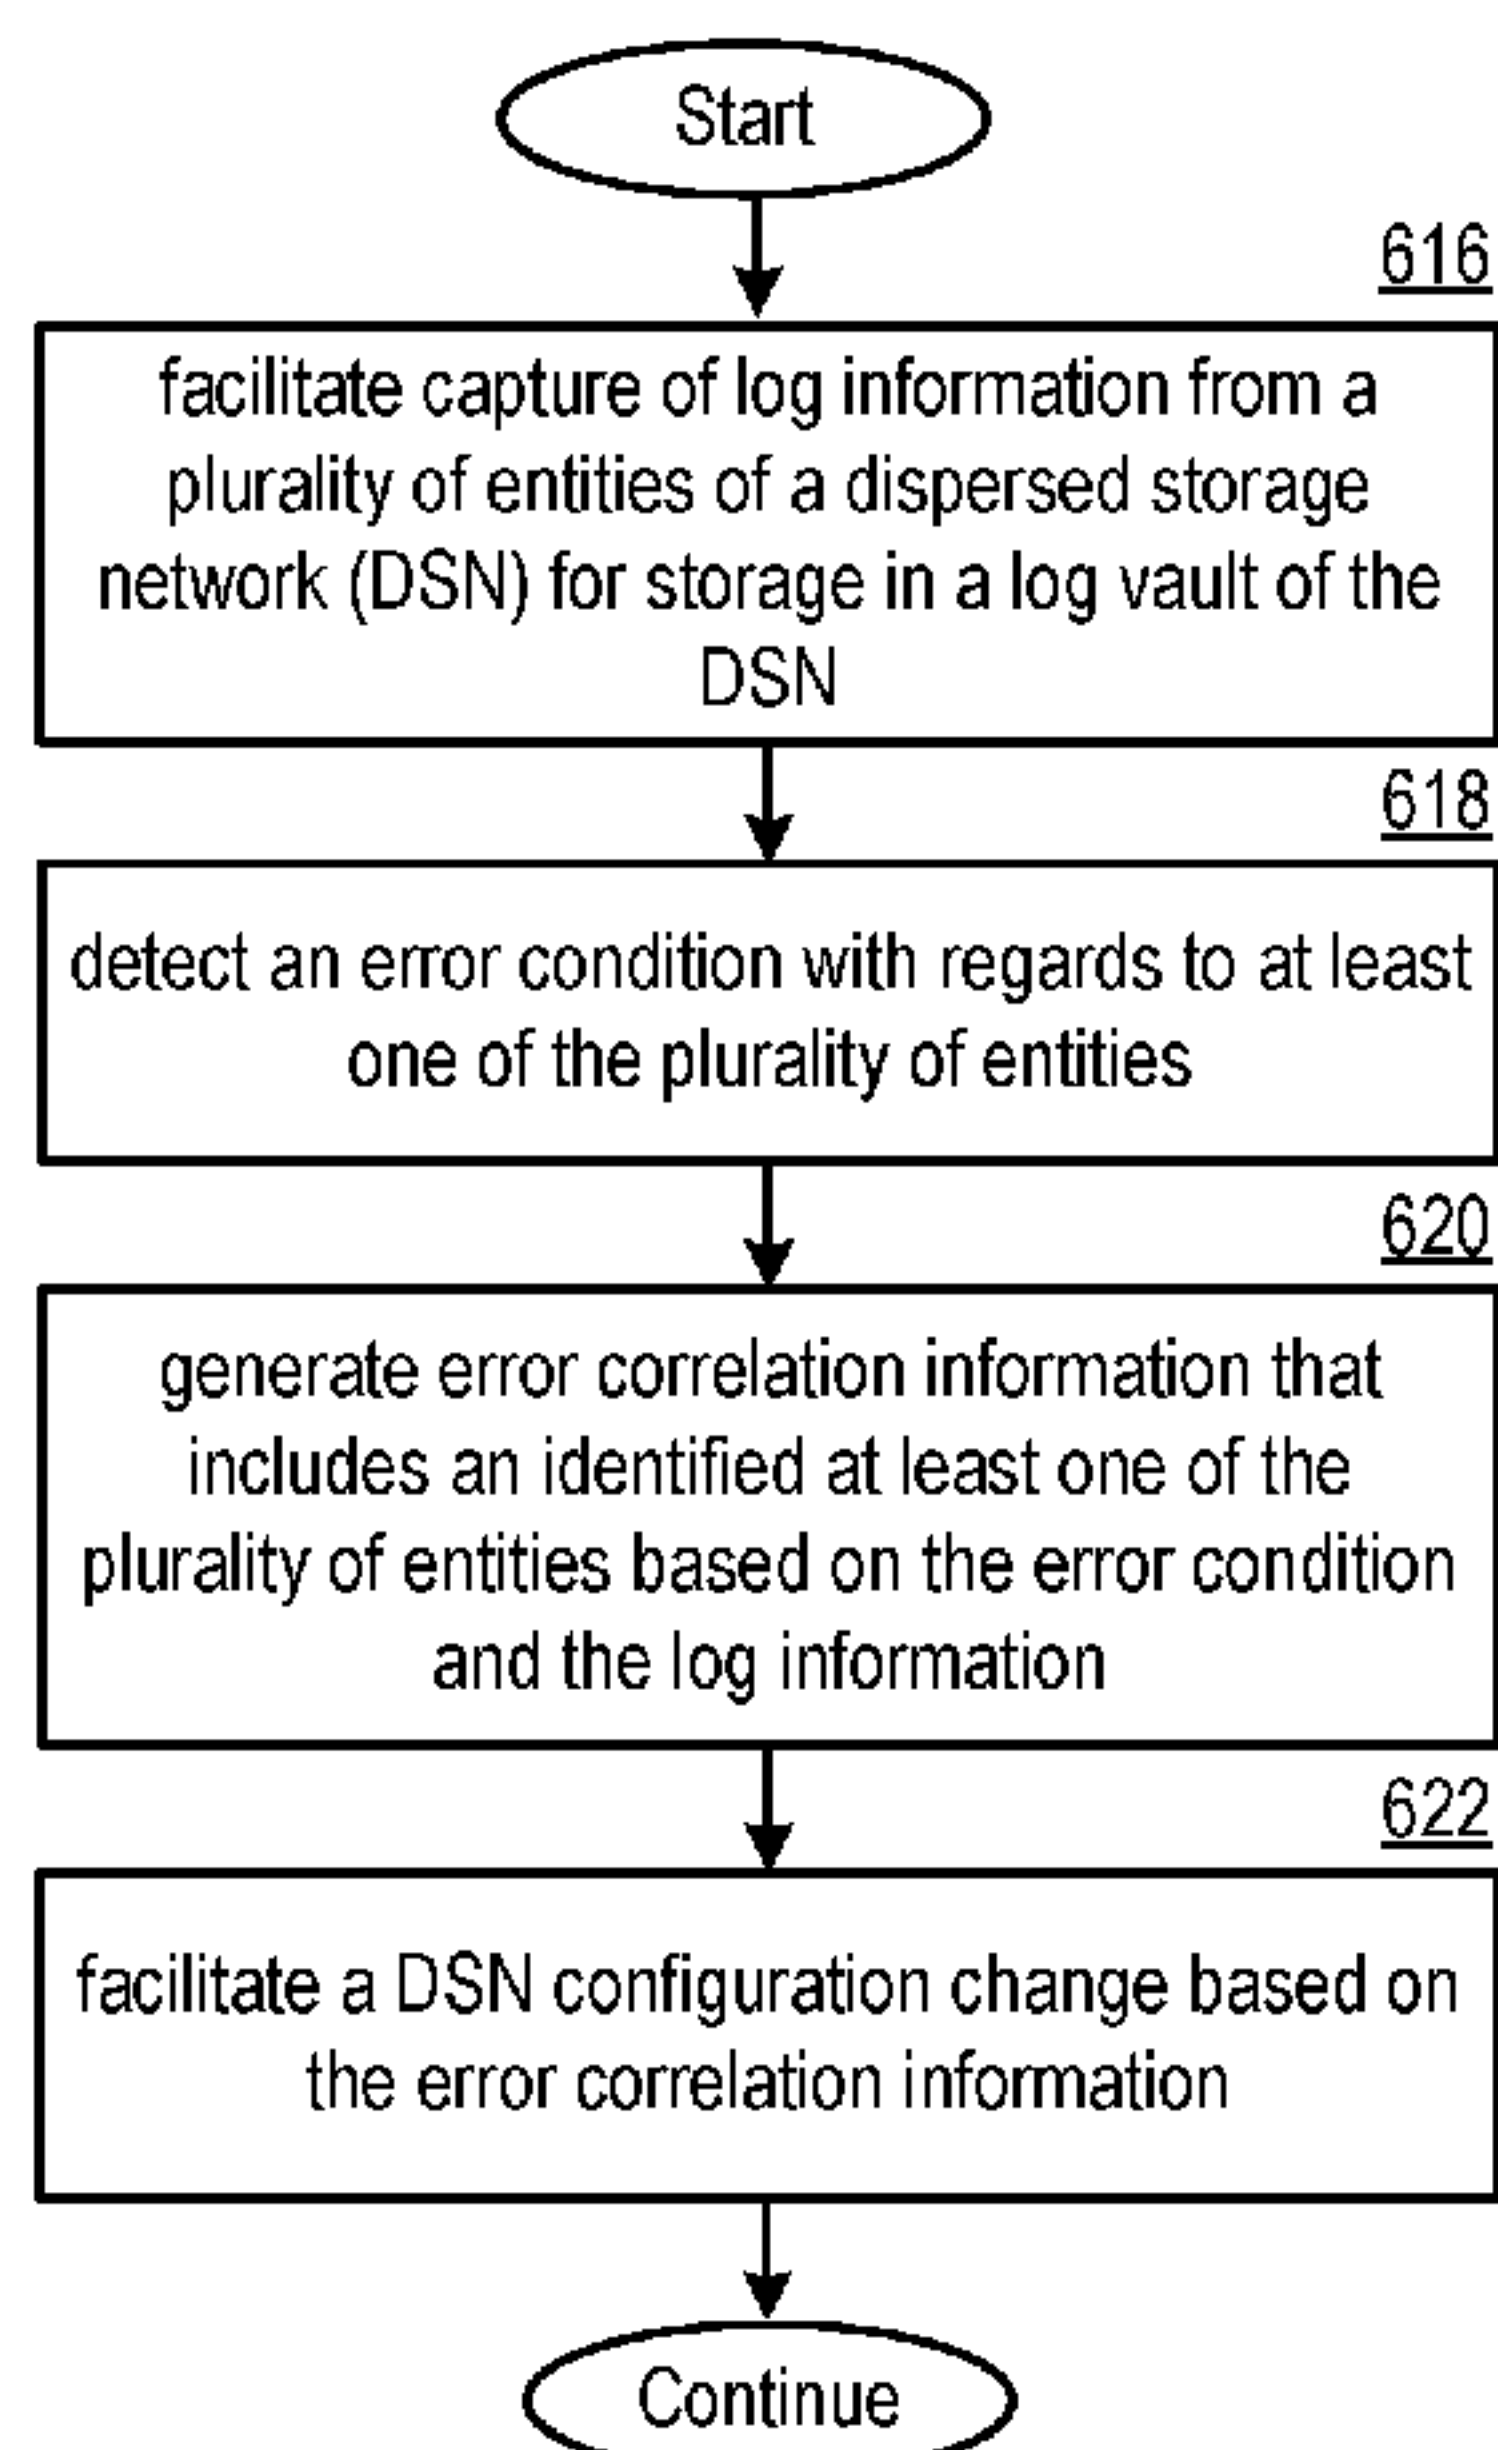 Start
616
facilitate capture of log information from a
plurality of entities of a dispersed storage
network (DSN) for storage in a log vault of the
DSN
618
detect an error condition with regards to at least
one of the plurality of entities
620
generate error correlation information that
includes an identified at least one of the
plurality of entities based on the error condition
and the log information
622
facilitate a DSN configuration change based on
the error correlation information
Continue